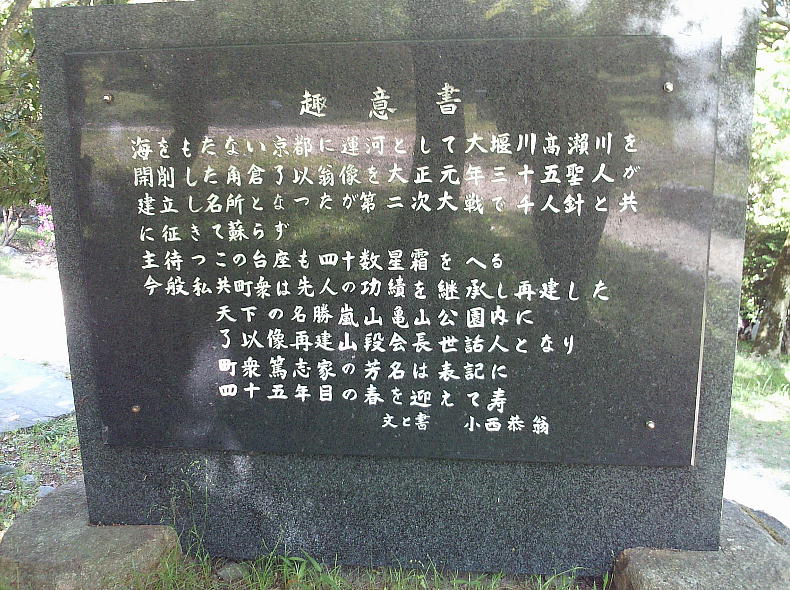 趣意書
海をもたない京都に運河として大堰川高瀬川を
開削した角倉了以翁像を大正元年三十五聖人が
建立し名所となつたが第二次大戦で千人針と共
に征きて蘇らず
主待つこの台座も四十数星霜をへる
今般私共町衆は先人の功績を継承し再建した
天下の名勝嵐山亀山公園内に
了以像再建山段会長世話人となり
町衆篤志家の芳名は表記に
四十五年目の春を迎えて寿
文と書 小西恭翁